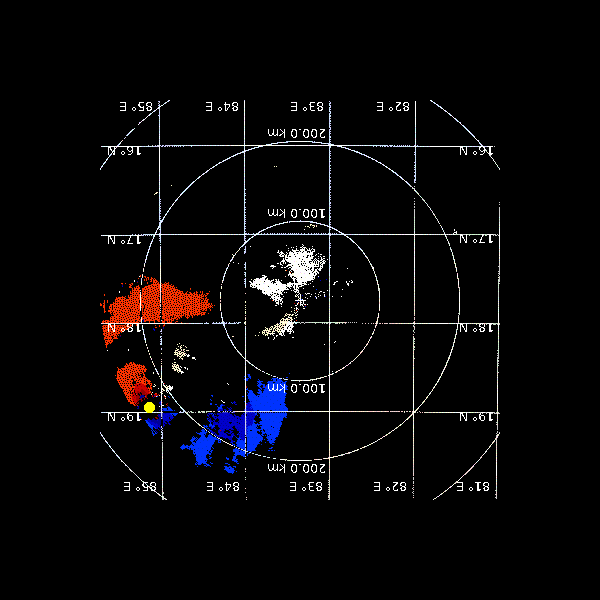 81° E 82° E 83° E 84° E 85° E
200.0 km
19° N 19° N
100.0 km
18° N 18° N
17° N 17° N
100.0 km
16° N 16° N
200.0 km
82° E 83° E 84° E 85° E